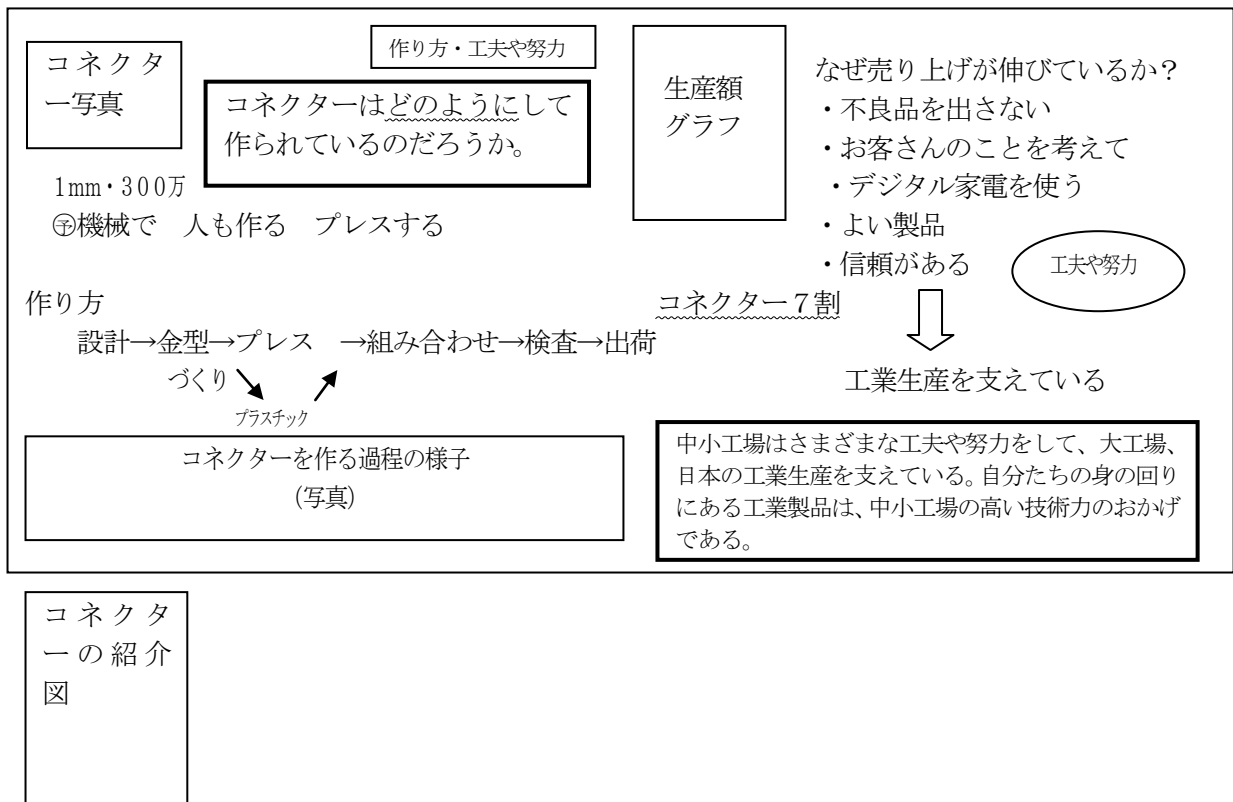 コネクタ
ー写真
作り方・工夫や努力
コネクターはどのようにして
作られているのだろうか。
1mm・300万
㋵機械で 人も作る プレスする
作り方
設計→金型→プレス →組み合わせ→検査→出荷
づくり
プラスチック
コネクターを作る過程の様子
(写真)
生産額
グラフ
なぜ売り上げが伸びているか？
・不良品を出さない
・お客さんのことを考えて
・デジタル家電を使う
・よい製品
・信頼がある
工夫や努力
コネクター７割
工業生産を支えている
中小工場はさまざまな工夫や努力をして、大工場、
日本の工業生産を支えている。自分たちの身の回り
にある工業製品は、中小工場の高い技術力のおかげ
である。
コネクタ
ーの紹介
図